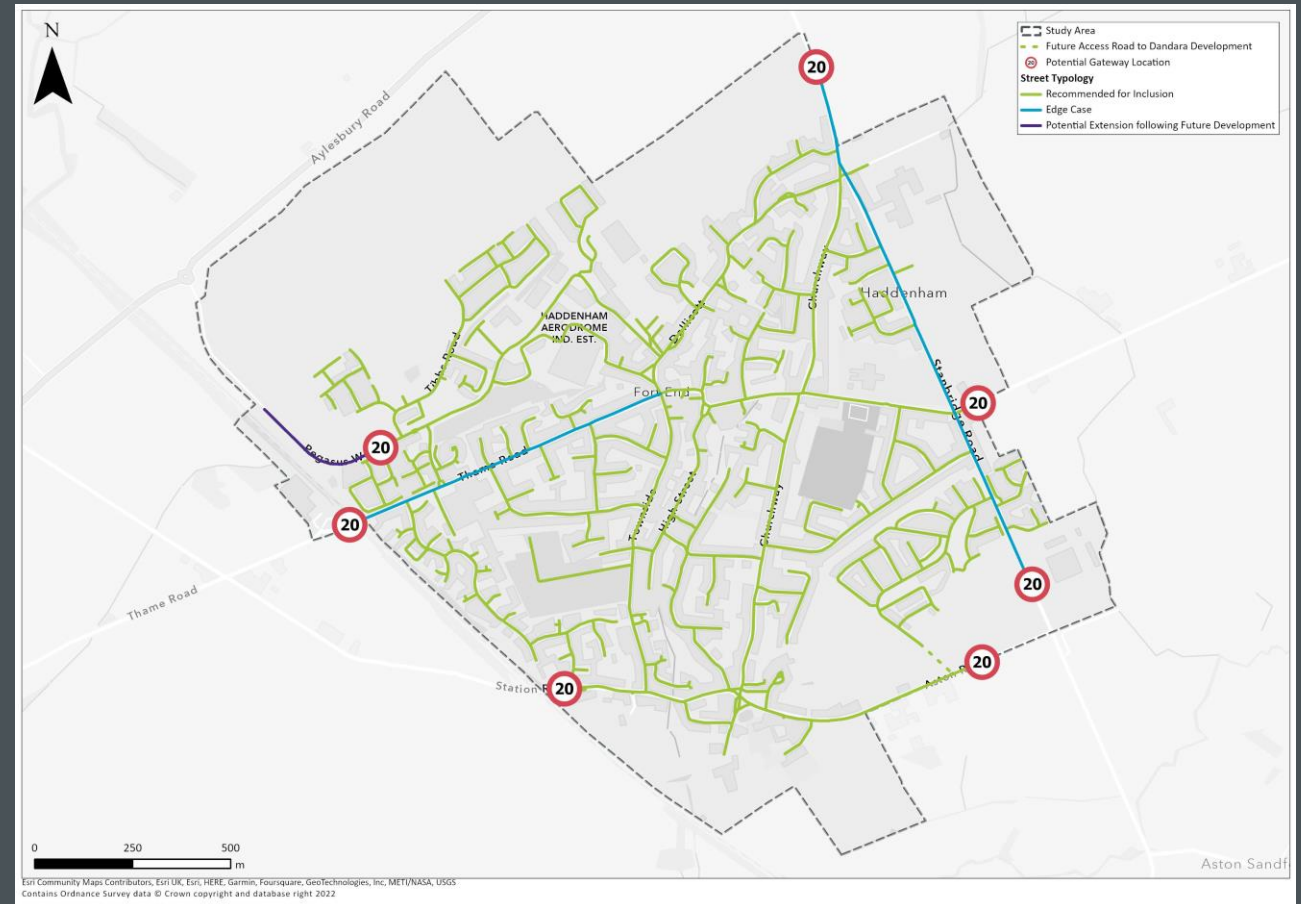 N
20
Study Area
Future Access Road to Dandara Development
20 Potential Gateway Location
Street Typology
Recommended for Inclusion
Edge Case
Potential Extension following Future Development
Aylesbury Road
Churchway
Haddenham
HADDENHAM
AERODROME
IND. EST.
Dollicott
Tibbs Road
Fort End
Stanbridge Road
20
20
Pegasus W
Thame Road
20
Townside
High Street
Churchway
20
Thame Road
20
Station R
20
Aston R
0 250 500
m
Aston Sandf
Esri Community Maps Contributors, Esri UK, Esri, HERE, Garmin, Foursquare, GeoTechnologies, Inc, METI/NASA, USGS
Contains Ordnance Survey data © Crown copyright and database right 2022